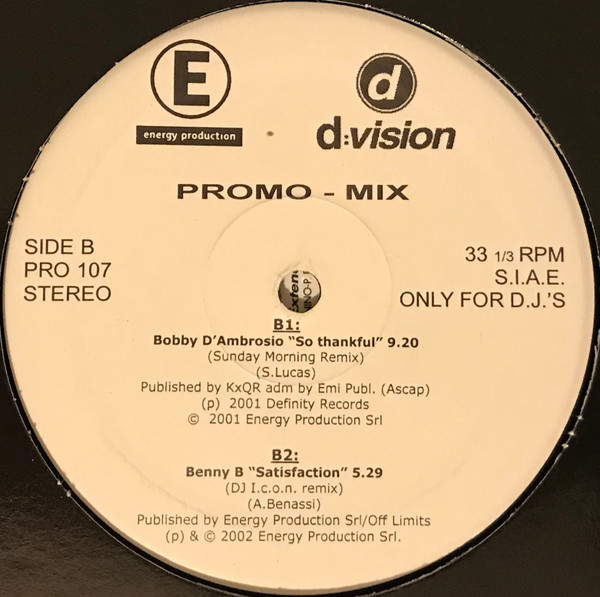 E
energy production
d
d:vision
PROMO - MIX
SIDE B
PRO 107
STEREO
33 1/3 RPM
S.I.A.E.
ONLY FOR D.J.'S
B1:
Bobby D'Ambrosio "So thankful" 9.20
(Sunday Morning Remix)
(S.Lucas)
Published by KxQR adm by Emi Publ. (Ascap)
(p) 2001 Definity Records
© 2001 Energy Production Srl
B2:
Benny B "Satisfaction" 5.29
(DJ I.c.o.n. remix)
(A.Benassi)
Published by Energy Production Srl/Off Limits
(p) & © 2002 Energy Production Srl.